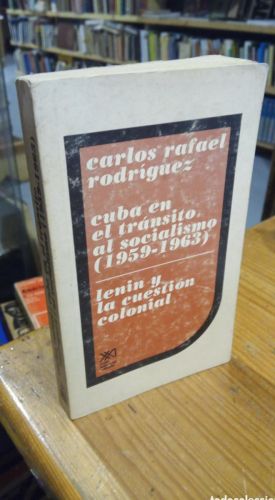 carlos rafael
rodríguez
cuba en
el tránsito
al socialismo
(1959-1963)
lenin y
la cuestión
colonial